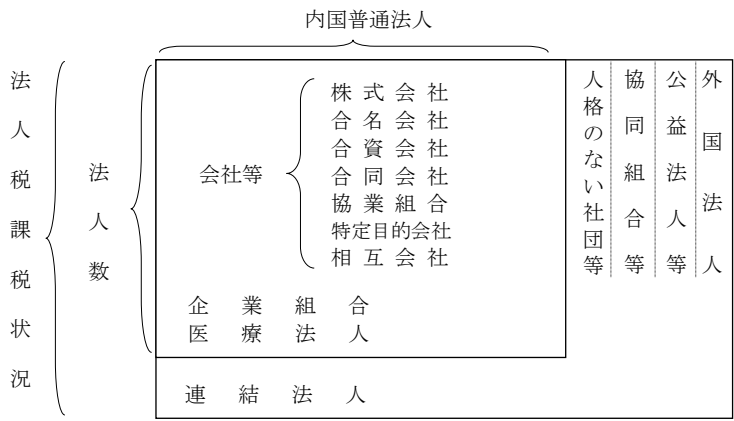 内国普通法人
法人税課税状況
法人数
会社等
株式会社
合名会社
合資会社
合同会社
協業組合
特定目的会社
相互会社
企業組合
医療法人
連結法人
人格のない社団等
協同組合等
公益法人等
外国法人